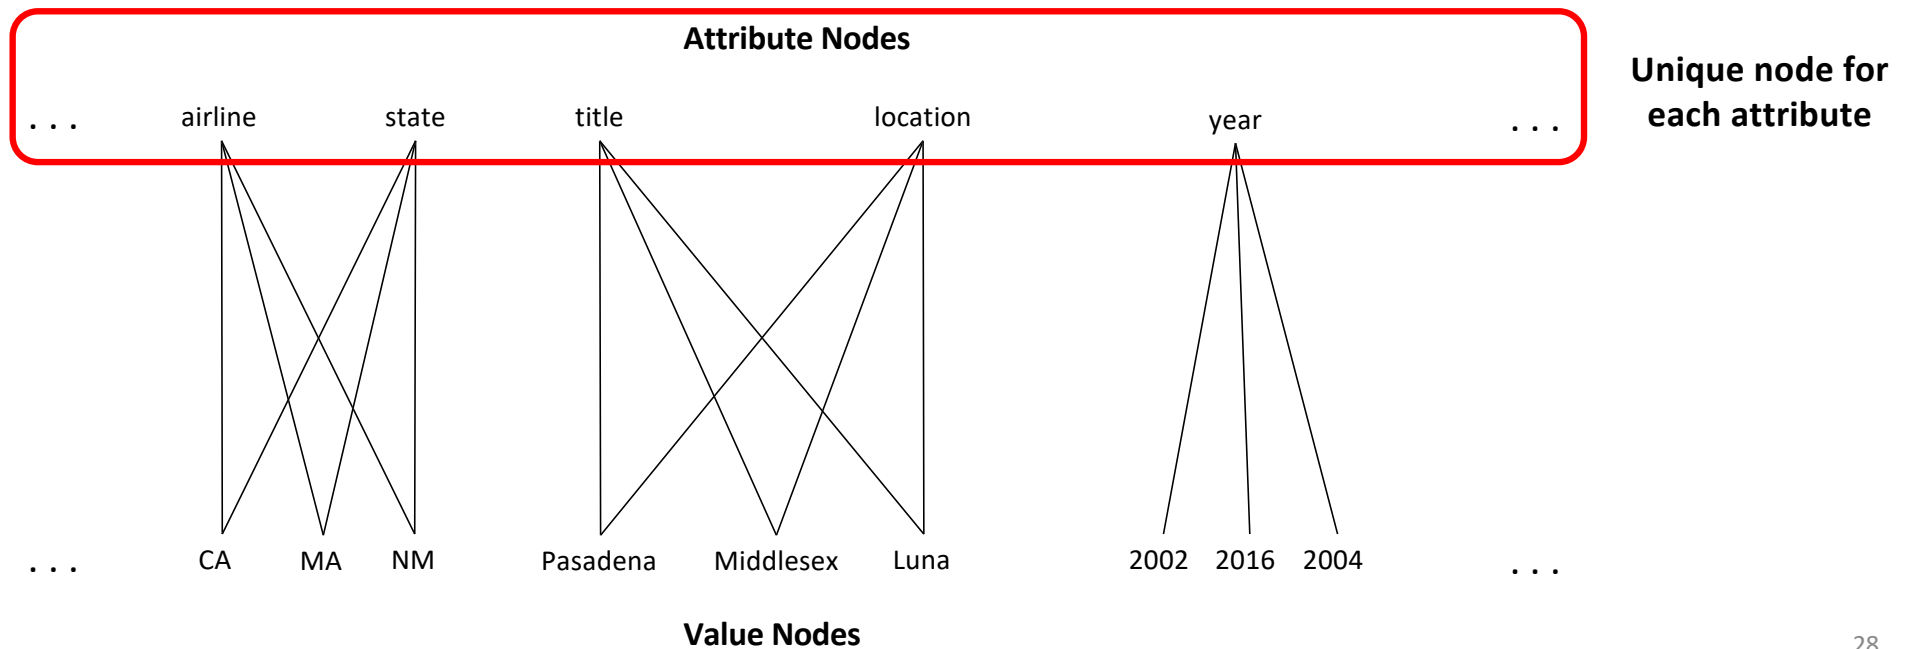 Attribute Nodes
Unique node for
each attribute
. . . airline state title location year . . .
. . . CA MA NM Pasadena Middlesex Luna 2002 2016 2004 . . .
Value Nodes
28